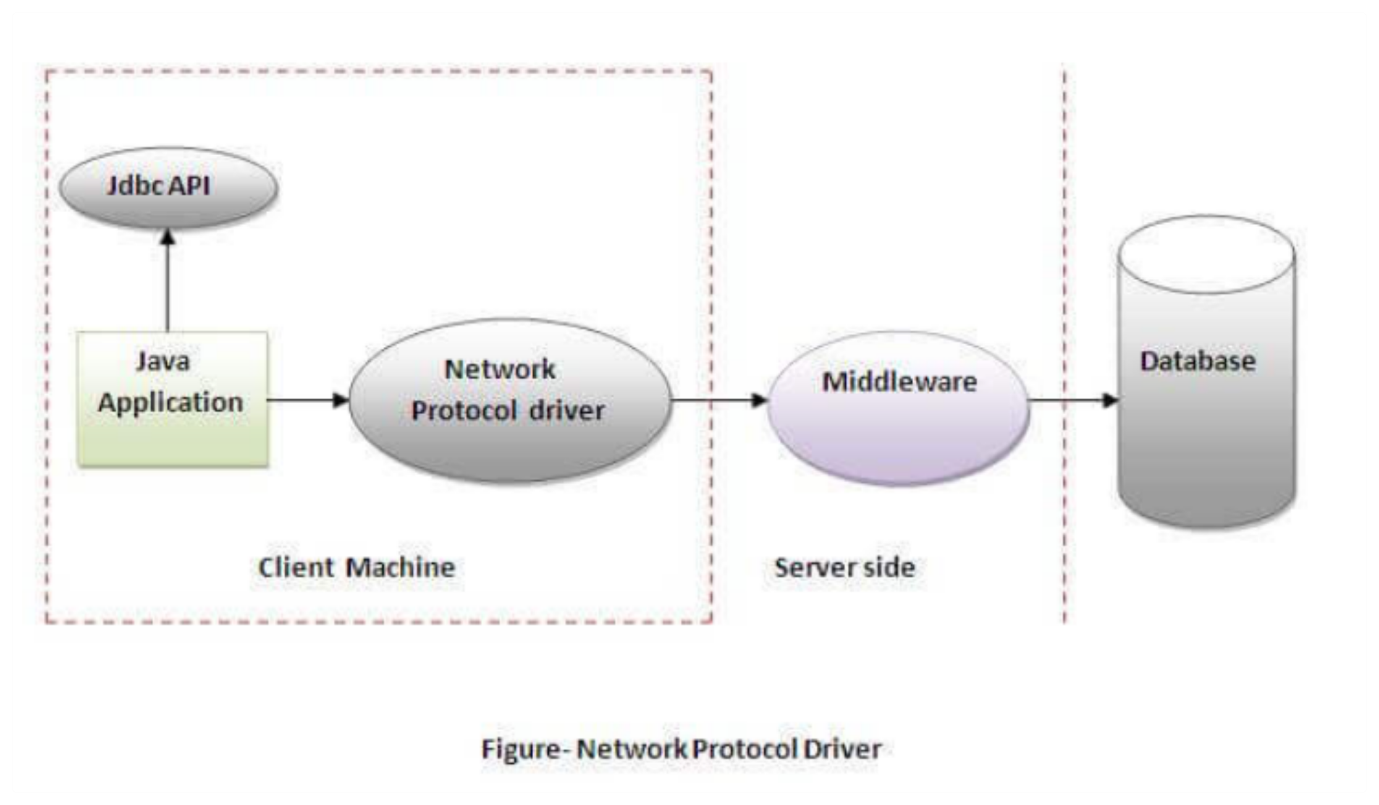 Jdbc API
Java
Application
Network
Protocol driver
Middleware
Database
Client Machine
Server side
Figure- Network Protocol Driver